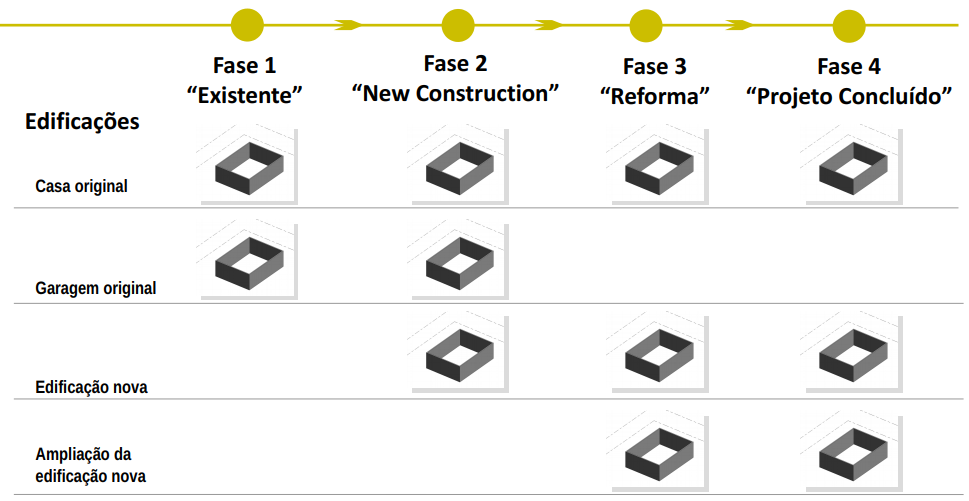 Fase 1
“Existente”
Fase 2
“New Construction”
Fase 3
“Reforma”
Fase 4
“Projeto Concluído”
Edificações
Casa original
Garagem original
Edificação nova
Ampliação da
edificação nova